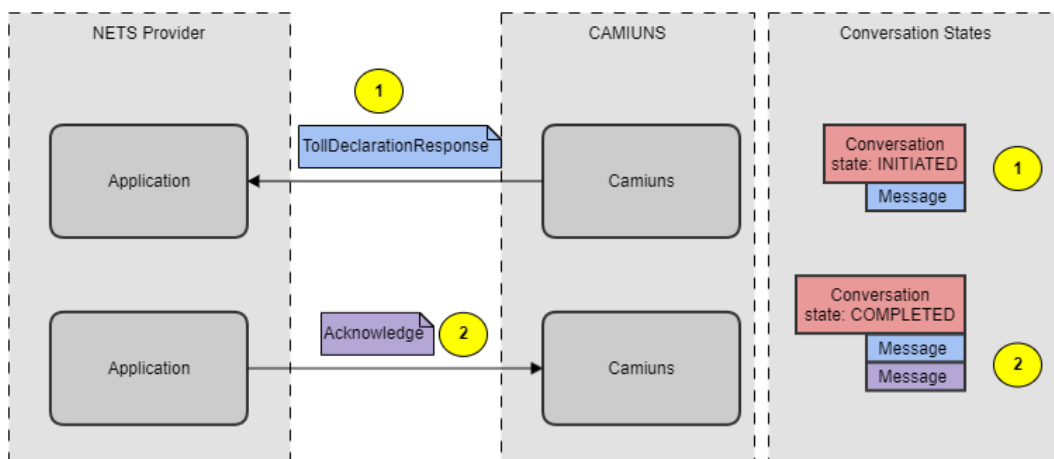 NETS Provider
CAMIUNS
Conversation States
1
TollDeclarationResponse
Application
Camiuns
Conversation
state: INITIATED
1
Message
Conversation
state: COMPLETED
Acknowledge
2
Application
Camiuns
Message
2
Message